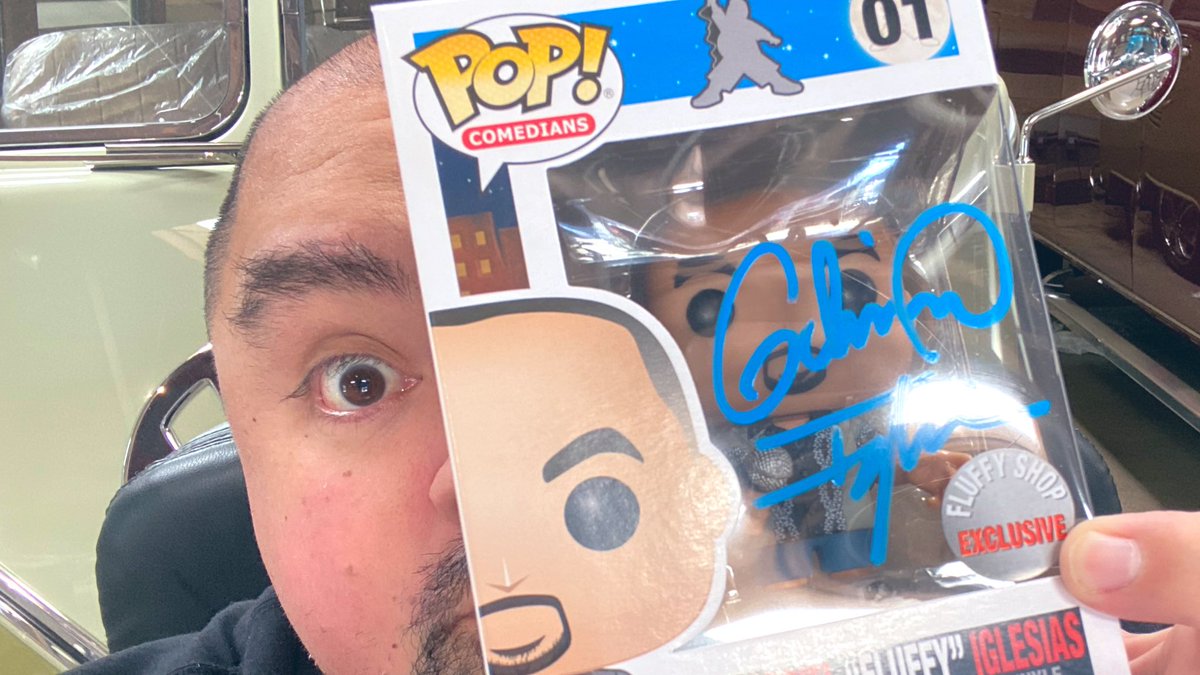 POP!
COMEDIANS
01
FLUFFY SHOP
EXCLUSIVE
"FLUFFY" IGLESIAS